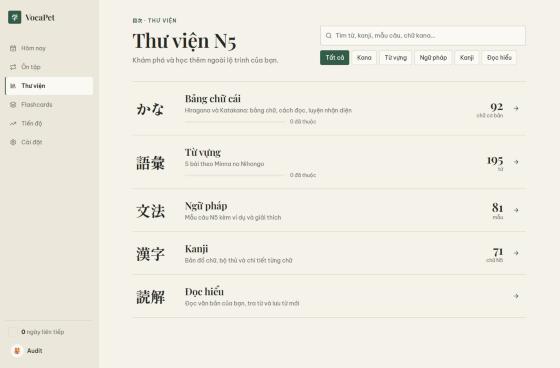 学 VocaPet
Hôm nay
Ôn tập
Thư viện
Flashcards
Tiến độ
Cài đặt
0 ngày liên tiếp
Audit
目次 · THƯ VIỆN
Thư viện N5
Khám phá và học thêm ngoài lộ trình của bạn.
Tìm từ, kanji, mẫu câu, chữ kana...
Tất cả Kana Từ vựng Ngữ pháp Kanji Đọc hiểu
かな
Bảng chữ cái
Hiragana và Katakana: bảng chữ, cách đọc, luyện nhận diện
0 đã thuộc
92
chữ cơ bản
語彙
Từ vựng
5 bài theo Minna no Nihongo
0 đã thuộc
195
từ
文法
Ngữ pháp
Mẫu câu N5 kèm ví dụ và giải thích
81
mẫu
漢字
Kanji
Bản đồ chữ, bộ thủ và chi tiết từng chữ
71
chữ N5
読解
Đọc hiểu
Đọc văn bản của bạn, tra từ và lưu từ mới